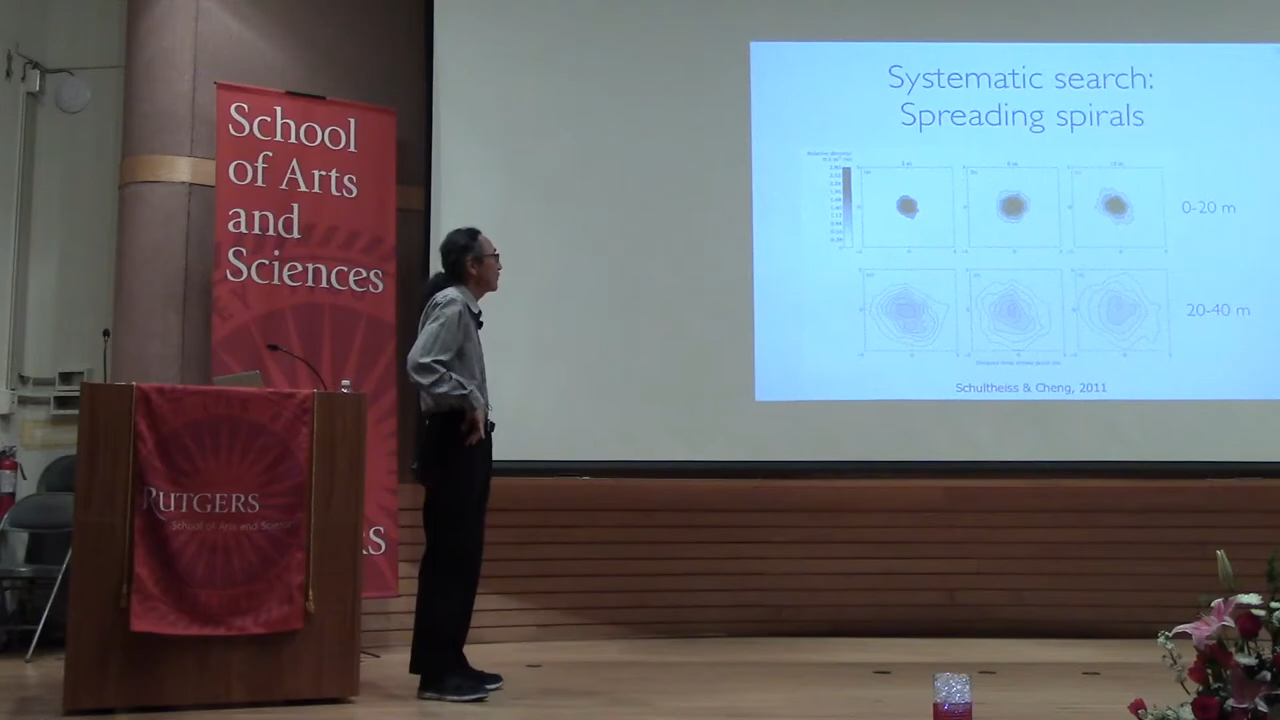 School
of Arts
and
Sciences
RUTGERS
School of Arts and
RS
Systematic search:
Spreading spirals
0-20 m
20-40 m
Schultheiss & Cheng, 2011